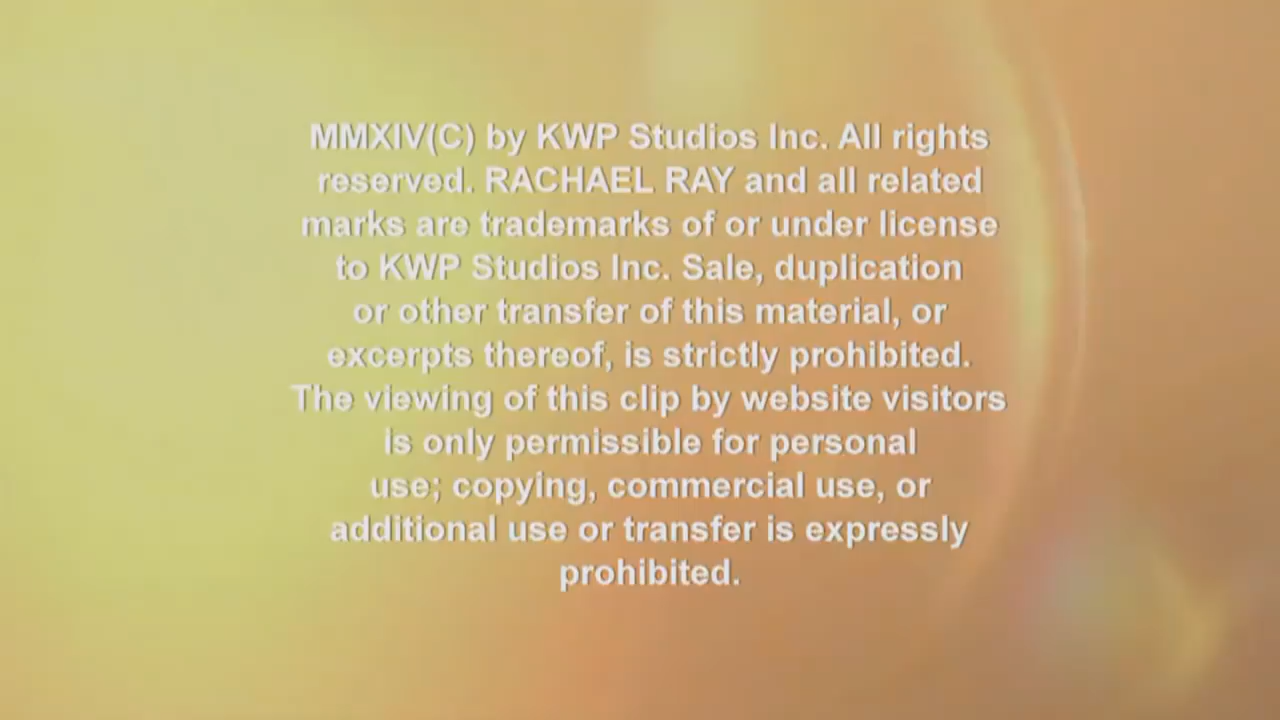 MMXIV(C) by KWP Studios Inc. All rights
reserved. RACHAEL RAY and all related
marks are trademarks of or under license
to KWP Studios Inc. Sale, duplication
or other transfer of this material, or
excerpts thereof, is strictly prohibited.
The viewing of this clip by website visitors
is only permissible for personal
use; copying, commercial use, or
additional use or transfer is expressly
prohibited.